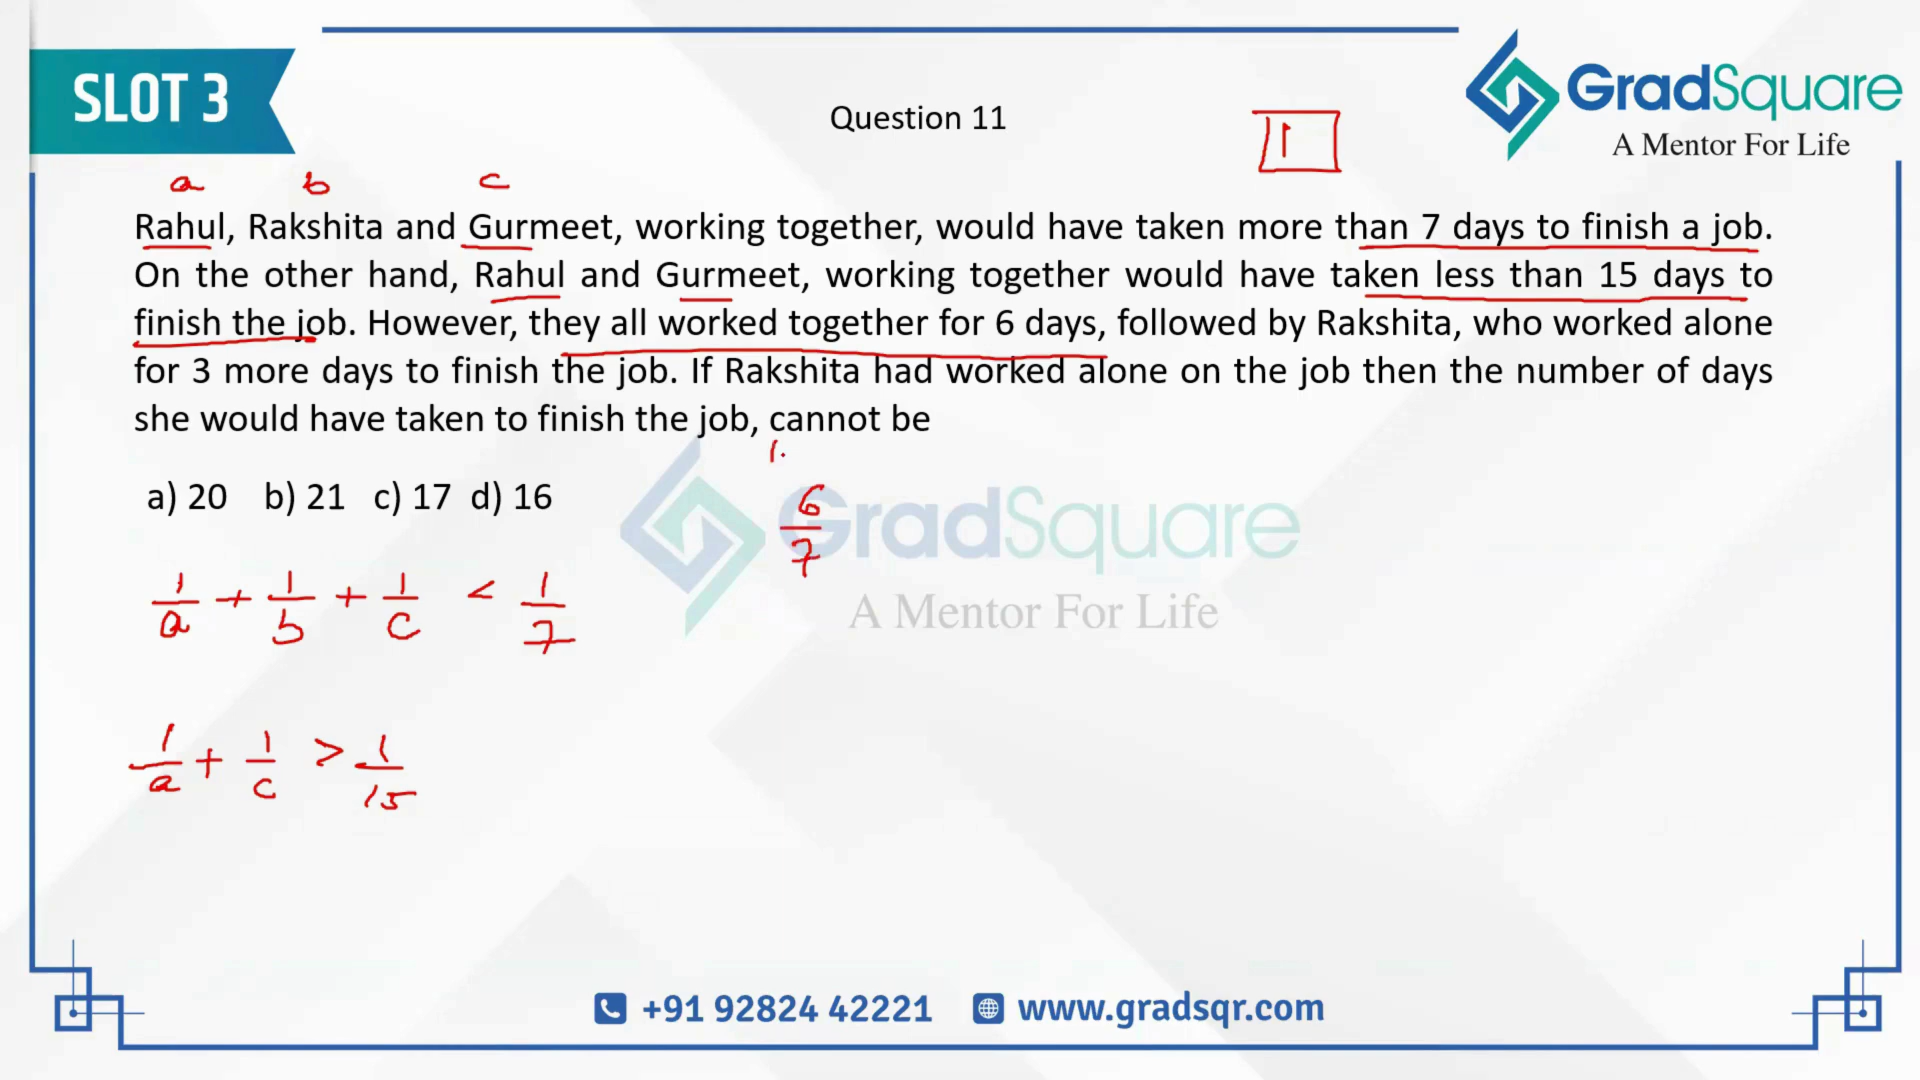 SLOT 3
Question 11
1
GradSquare
A Mentor For Life
a b c
Rahul, Rakshita and Gurmeet, working together, would have taken more than 7 days to finish a job.
On the other hand, Rahul and Gurmeet, working together would have taken less than 15 days to
finish the job. However, they all worked together for 6 days, followed by Rakshita, who worked alone
for 3 more days to finish the job. If Rakshita had worked alone on the job then the number of days
she would have taken to finish the job, cannot be
1.
a) 20 b) 21 c) 17 d) 16
6/7
GradSquare
A Mentor For Life
1/a + 1/b + 1/c < 1/7
1/a + 1/c > 1/15
+91 92824 42221 www.gradsqr.com